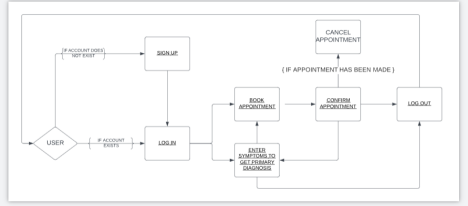 CANCEL
APPOINTMENT
{IF ACCOUNT DOES
NOT EXIST}
SIGN UP
{ IF APPOINTMENT HAS BEEN MADE }
BOOK
APPOINTMENT
CONFIRM
APPOINTMENT
LOG OUT
USER
{ IF ACCOUNT
EXISTS }
LOG IN
ENTER
SYMPTOMS TO
GET PRIMARY
DIAGNOSIS